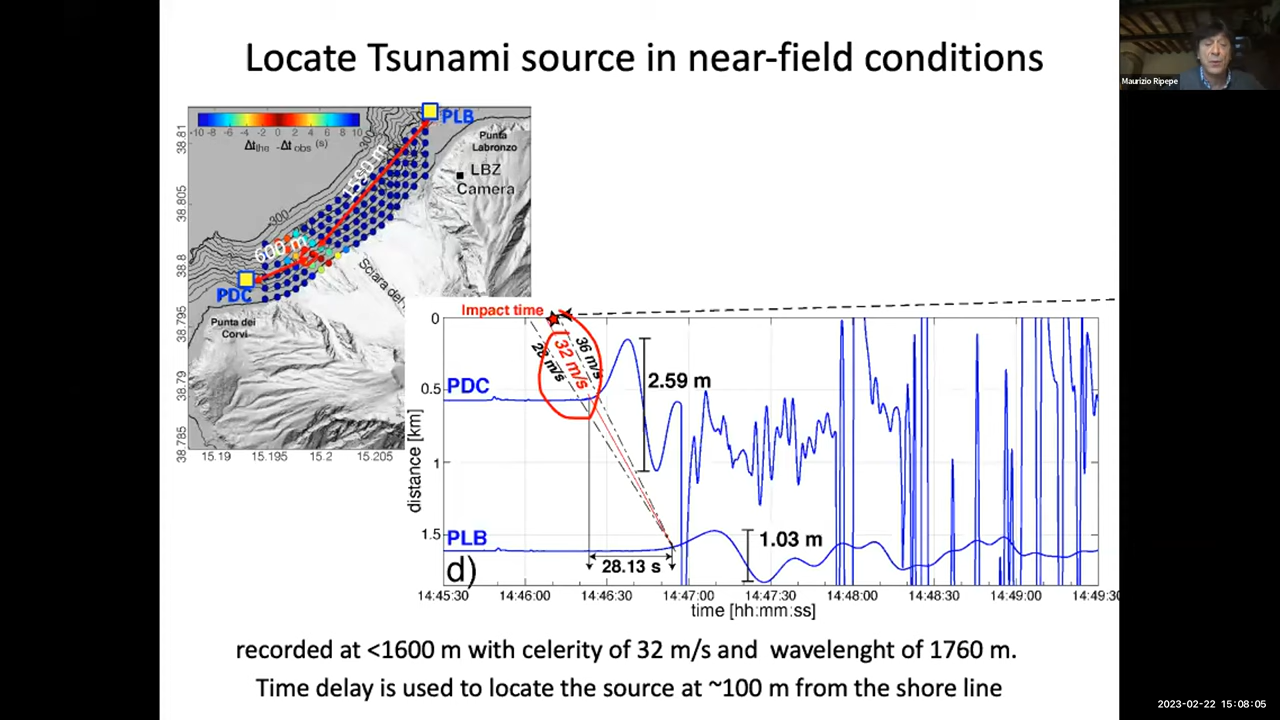 Locate Tsunami source in near-field conditions
Maurizio Ripepe
-10 -8 -6 -4 -2 0 2 4 6 8 10
Δt the -Δt obs (s)
PLB
Punta
Labronzo
LBZ
Camera
300
300
600 m
PDC
Punta dei
Corvi
38.81
38.805
38.8
38.795
38.79
38.785
15.19 15.195 15.2 15.205
Impact time
28 m/s
32 m/s
36 m/s
0
0.5
1
1.5
distance [km]
PDC
2.59 m
PLB
1.03 m
28.13 s
d)
14:45:30 14:46:00 14:46:30 14:47:00 14:47:30 14:48:00 14:48:30 14:49:00 14:49:30
time [hh:mm:ss]
recorded at <1600 m with celerity of 32 m/s and wavelenght of 1760 m.
Time delay is used to locate the source at ~100 m from the shore line
2023-02-22 15:08:05